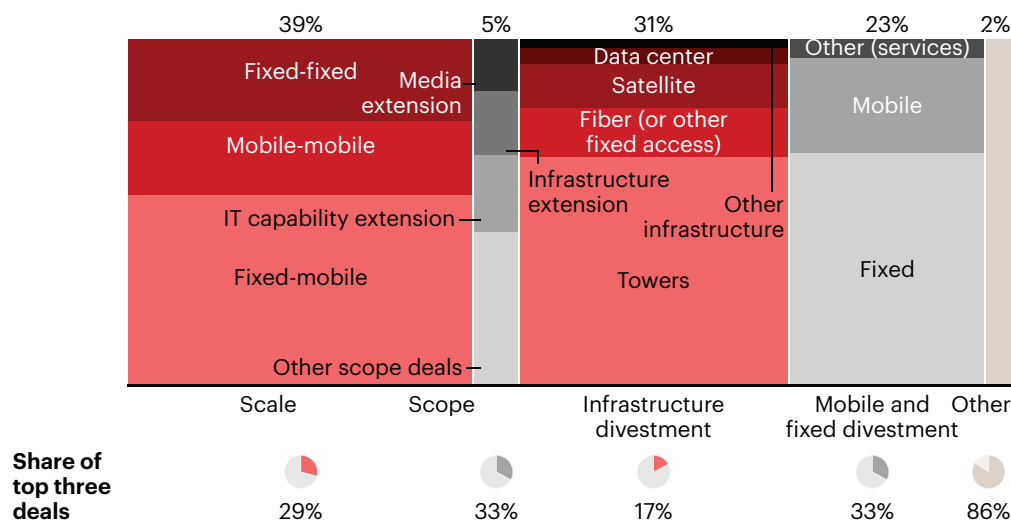 39%
5%
31%
23%
2%
Fixed-fixed
Mobile-mobile
Fixed-mobile
Media
extension
Infrastructure
extension
IT capability extension
Other scope deals
Other
infrastructure
Data center
Satellite
Fiber (or other
fixed access)
Towers
Other (services)
Mobile
Fixed
Scale
Scope
Infrastructure
divestment
Mobile and
fixed divestment
Other
Share of
top three
deals
29%
33%
17%
33%
86%